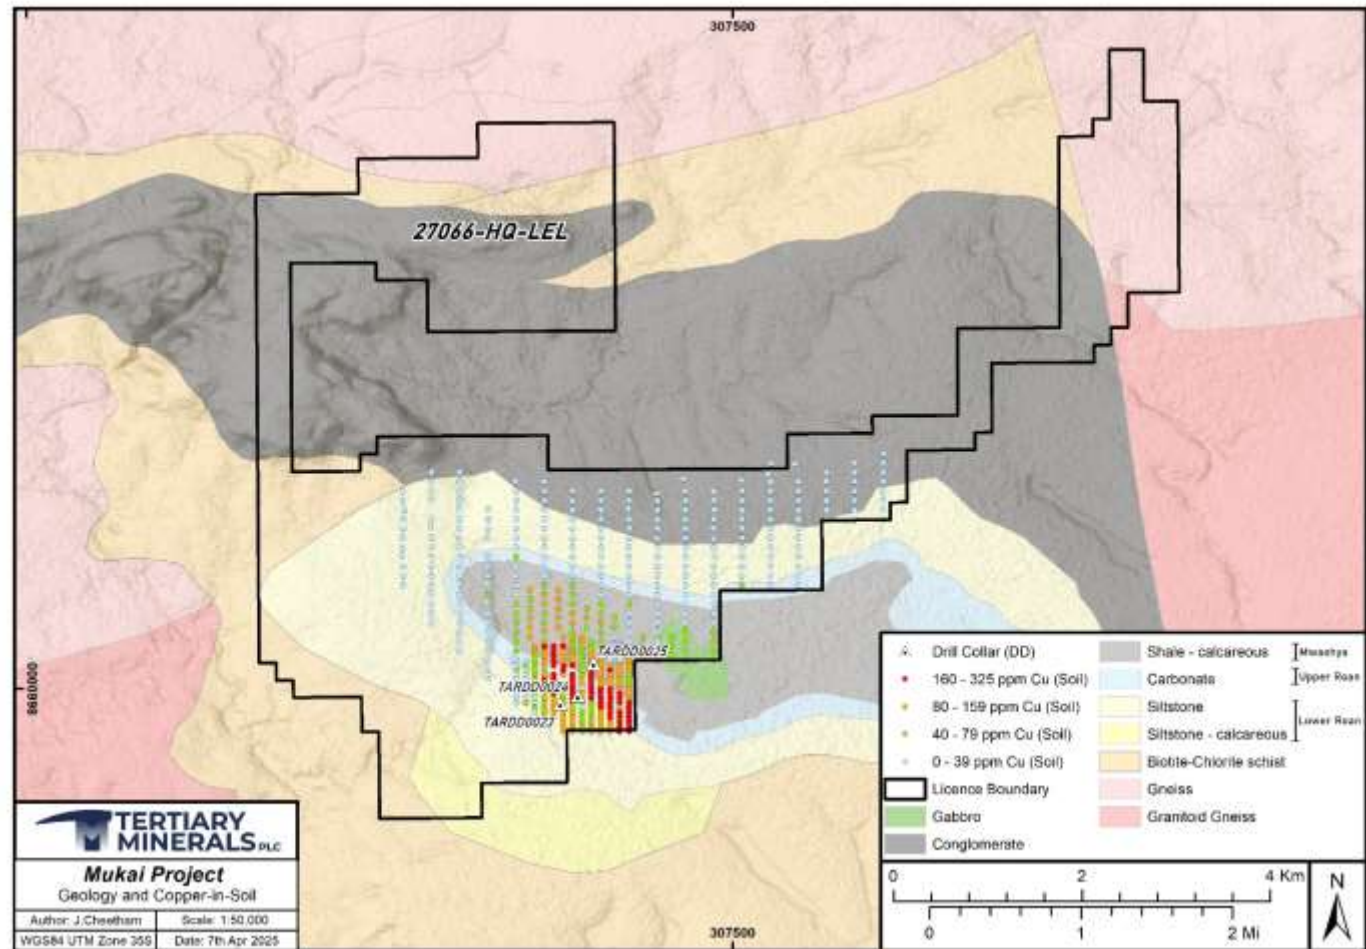 307500
27066-HQ-LEL
TARDD0025
TARDD0024
TARDD0023
8660000
Drill Collar (DD)
160 - 325 ppm Cu (Soil)
80 - 159 ppm Cu (Soil)
40 - 79 ppm Cu (Soil)
0 - 39 ppm Cu (Soil)
Licence Boundary
Gabbro
Conglomerate
Shale - calcareous
Mwashya
Carbonate
Upper Roan
Siltstone
Siltstone - calcareous
Lower Roan
Biotite-Chlorite schist
Gneiss
Granitoid Gneiss
TERTIARY
MINERALS PLC
Mukai Project
Geology and Copper-in-Soil
Author: J.Cheetham
Scale: 1:50,000
WGS84 UTM Zone 35S
Date: 7th Apr 2025
0 2 4 Km
0 1 2 Mi
N
307500